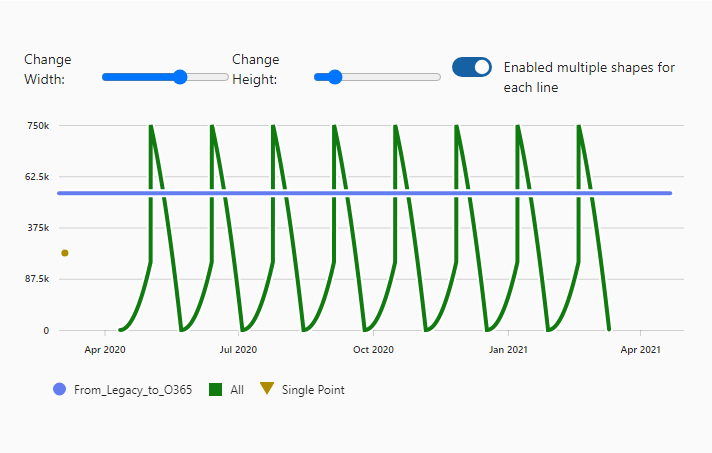 Change
Width:
Change
Height:
Enabled multiple shapes for
each line
750k
62.5k
375k
87.5k
0
Apr 2020
Jul 2020
Oct 2020
Jan 2021
Apr 2021
From_Legacy_to_O365
All
Single Point